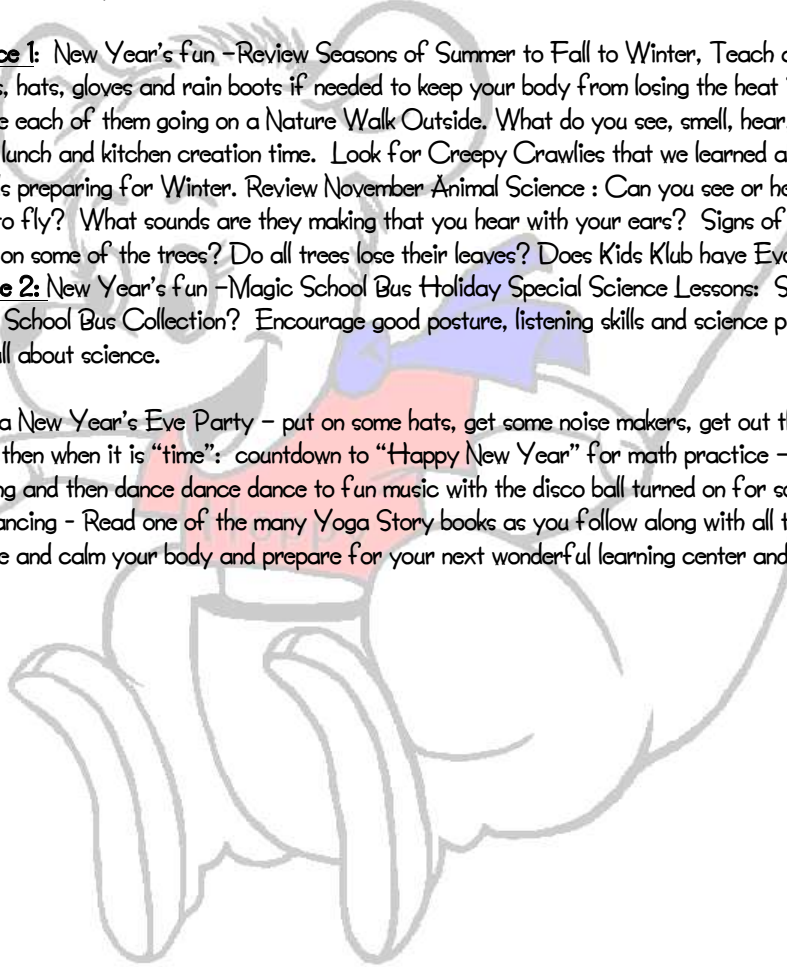 ce 1: New Year's fun –Review Seasons of Summer to Fall to Winter, Teach
s, hats, gloves and rain boots if needed to keep your body from losing the heat
e each of them going on a Nature Walk Outside. What do you see, smell, hear
lunch and kitchen creation time. Look for Creepy Crawlies that we learned a
s preparing for Winter. Review November Animal Science : Can you see or he
to fly? What sounds are they making that you hear with your ears? Signs of
on some of the trees? Do all trees lose their leaves? Does Kids Klub have Eve
e 2: New Year's fun –Magic School Bus Holiday Special Science Lessons: S
School Bus Collection? Encourage good posture, listening skills and science p
all about science.
a New Year's Eve Party – put on some hats, get some noise makers, get out th
then when it is “time”: countdown to “Happy New Year” for math practice –
ng and then dance dance dance to fun music with the disco ball turned on for so
ancing - Read one of the many Yoga Story books as you follow along with all t
e and calm your body and prepare for your next wonderful learning center and